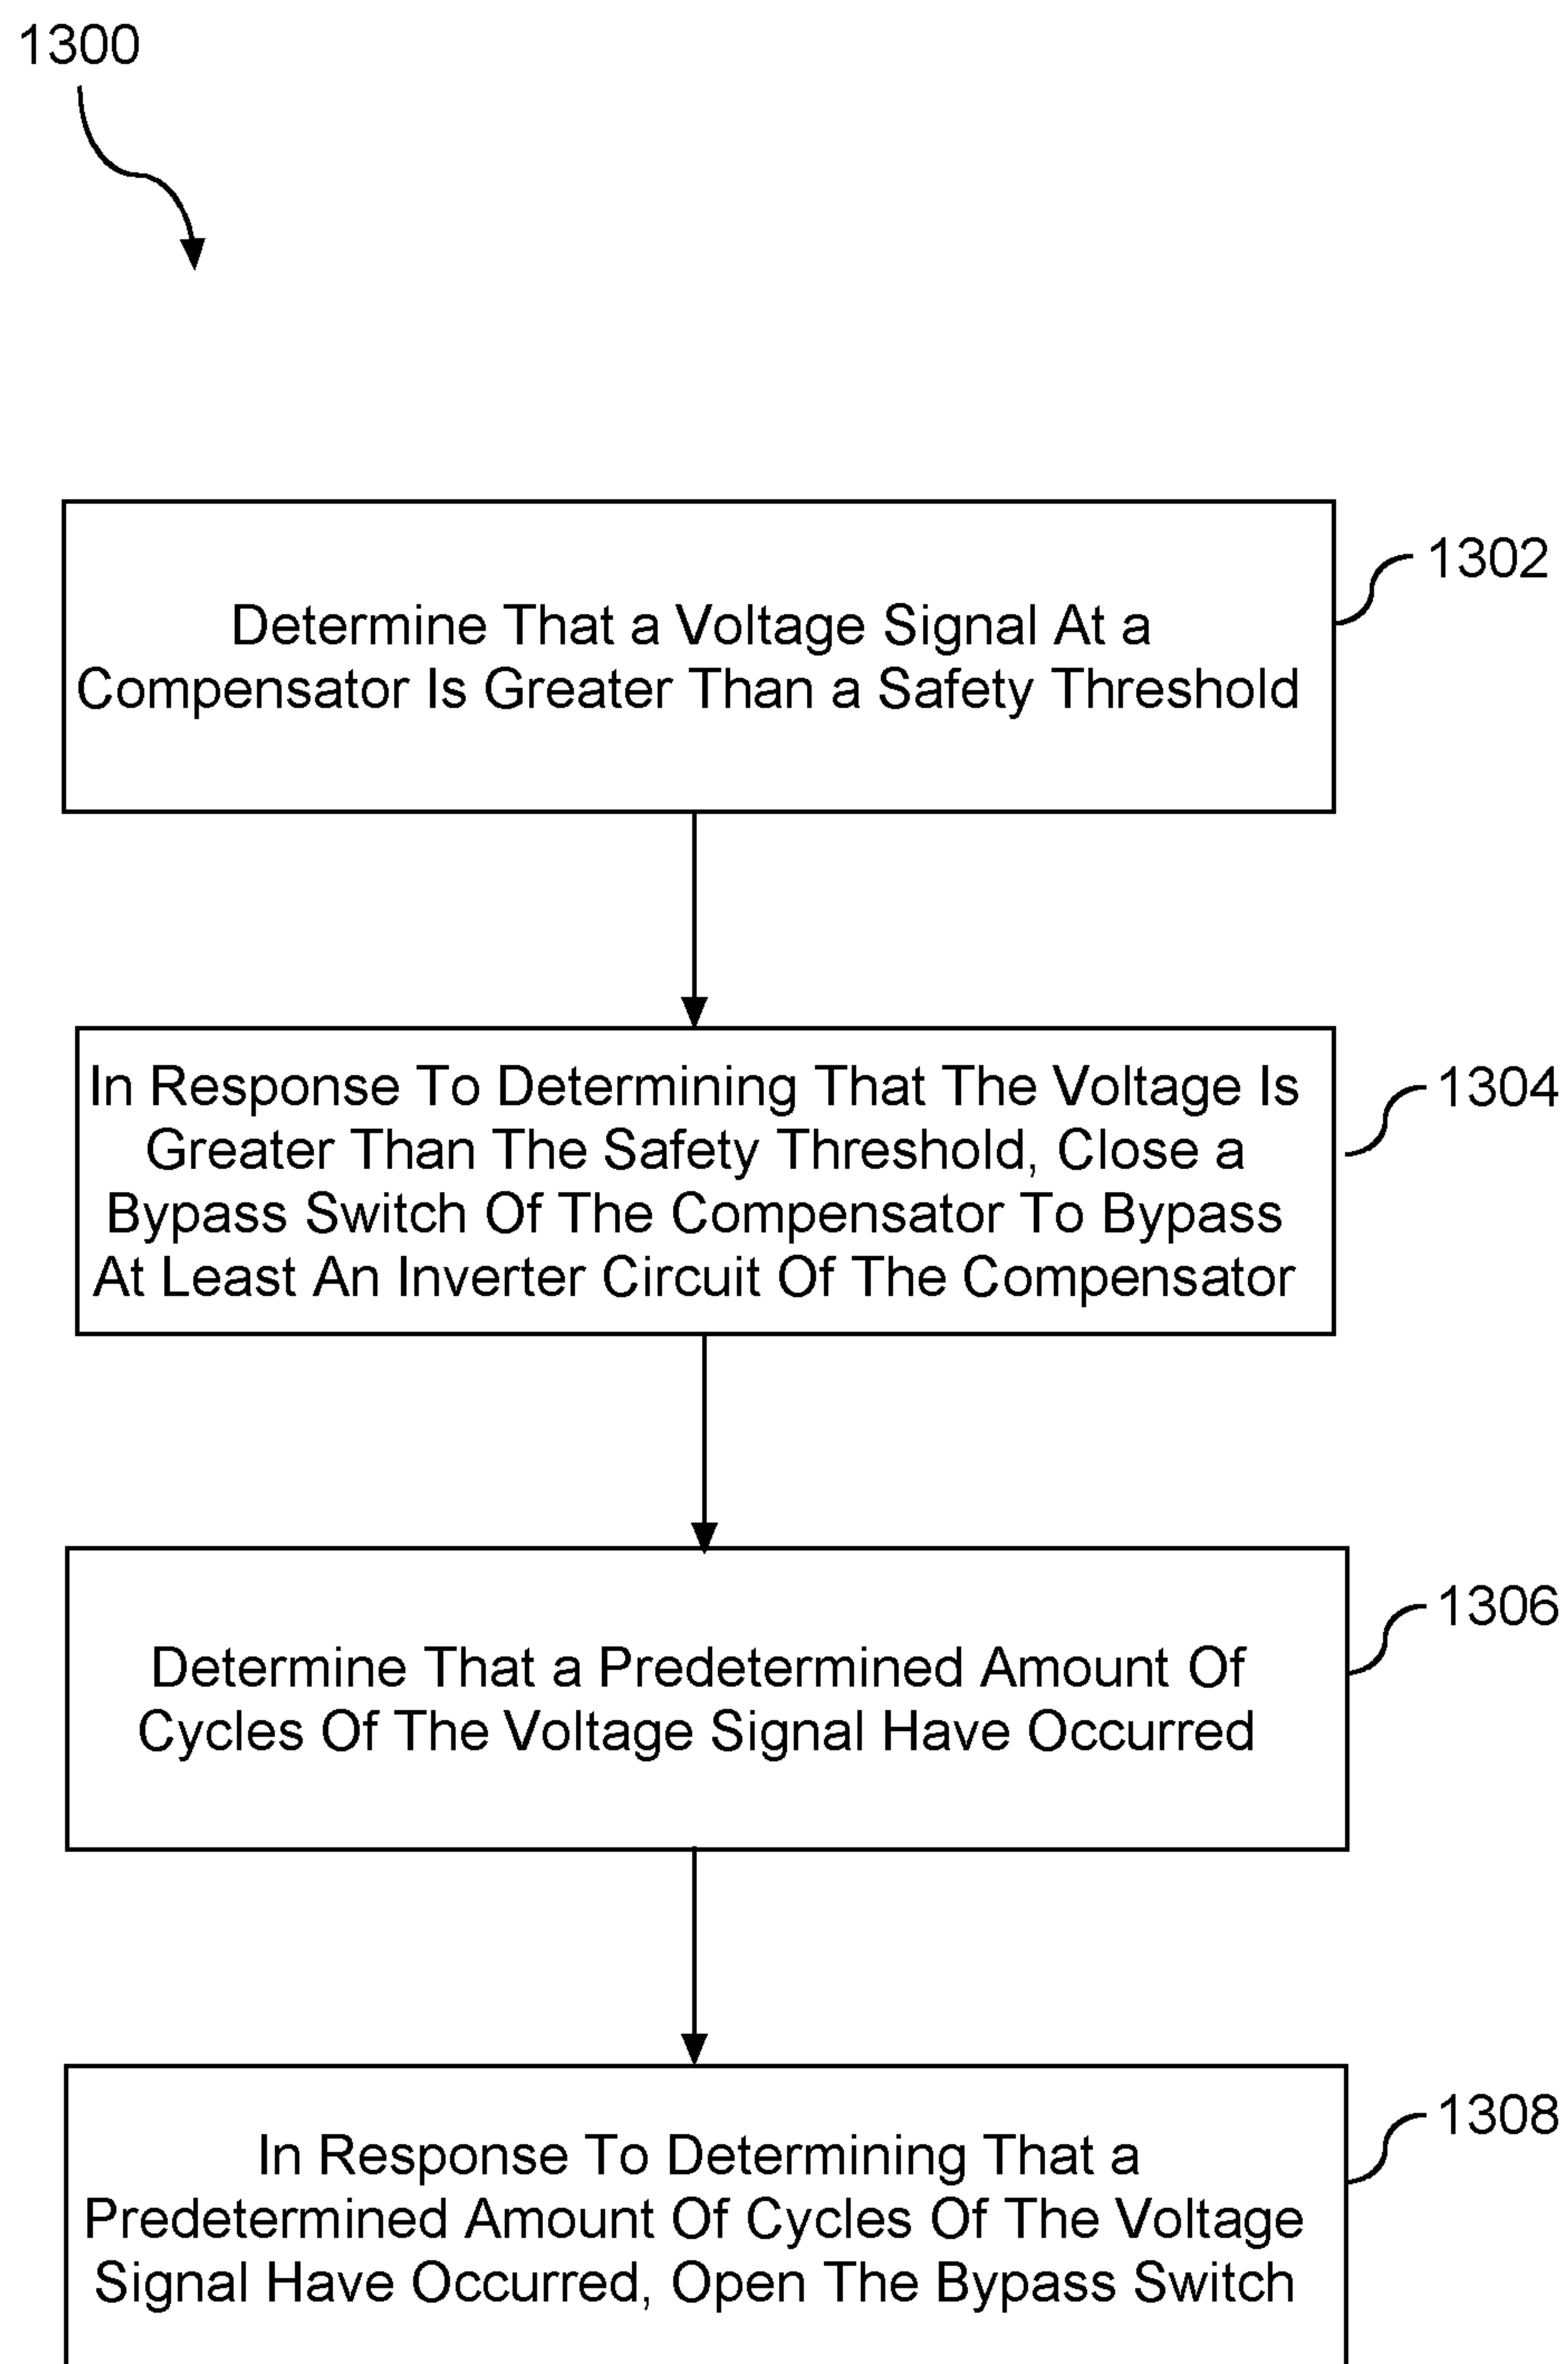 1300
Determine That a Voltage Signal At a
Compensator Is Greater Than a Safety Threshold
1302
In Response To Determining That The Voltage Is
Greater Than The Safety Threshold, Close a
Bypass Switch Of The Compensator To Bypass
At Least An Inverter Circuit Of The Compensator
1304
Determine That a Predetermined Amount Of
Cycles Of The Voltage Signal Have Occurred
1306
In Response To Determining That a
Predetermined Amount Of Cycles Of The Voltage
Signal Have Occurred, Open The Bypass Switch
1308